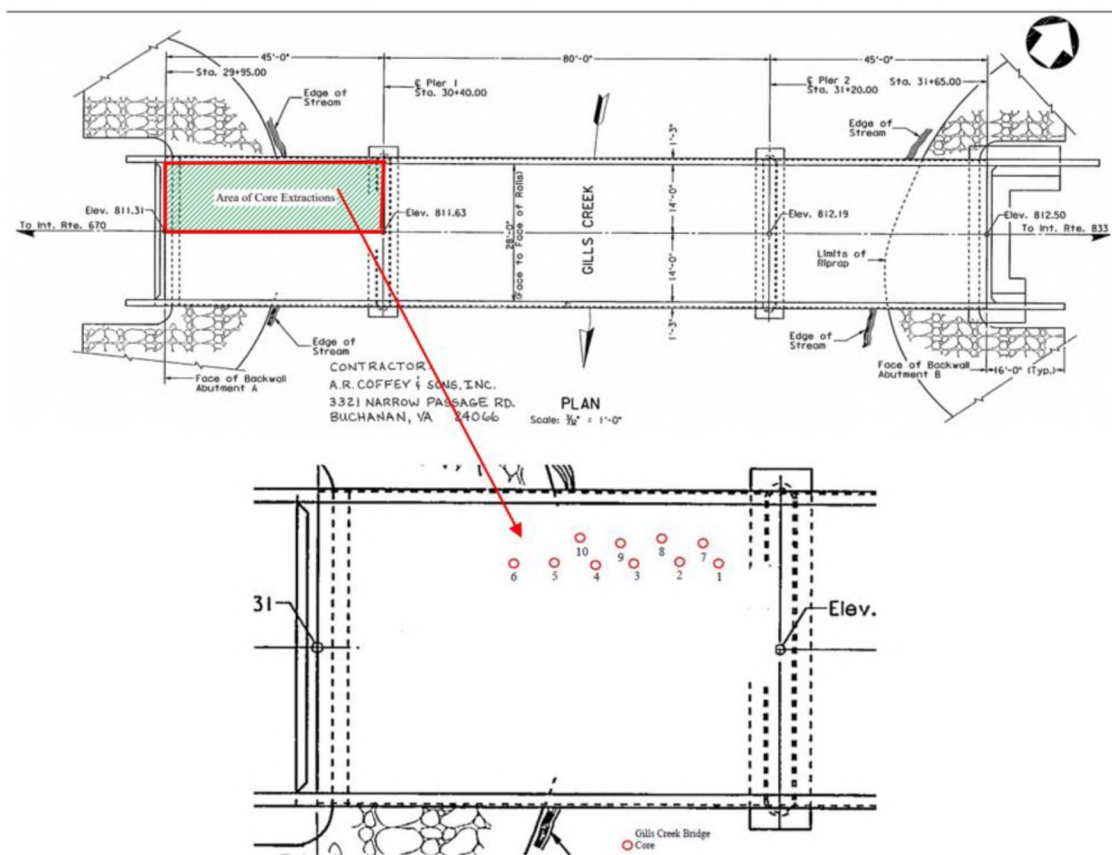 45'-0"
80'-0"
45'-0"
Sta. 29+95.00
℄ Pier 1
Sta. 30+40.00
℄ Pier 2
Sta. 31+20.00
Sta. 31+65.00
Edge of
Stream
Edge of
Stream
1'-3"
Area of Core Extractions
Elev. 811.31
Elev. 811.63
Elev. 812.19
Elev. 812.50
To Int. Rte. 670
To Int. Rte. 833
28'-0"
(Face to Face of Rails)
GILLS CREEK
14'-0"
14'-0"
Limits of
Riprap
1'-3"
Edge of
Stream
Edge of
Stream
Face of Backwall
Abutment A
Face of Backwall
Abutment B
16'-0" (Typ.)
CONTRACTOR
A.R. COFFEY & SONS, INC.
3321 NARROW PASSAGE RD.
BUCHANAN, VA 24066
PLAN
Scale: 3/32" = 1'-0"
10
9
8
7
6
5
4
3
2
1
31
Elev.
Gills Creek Bridge
Core